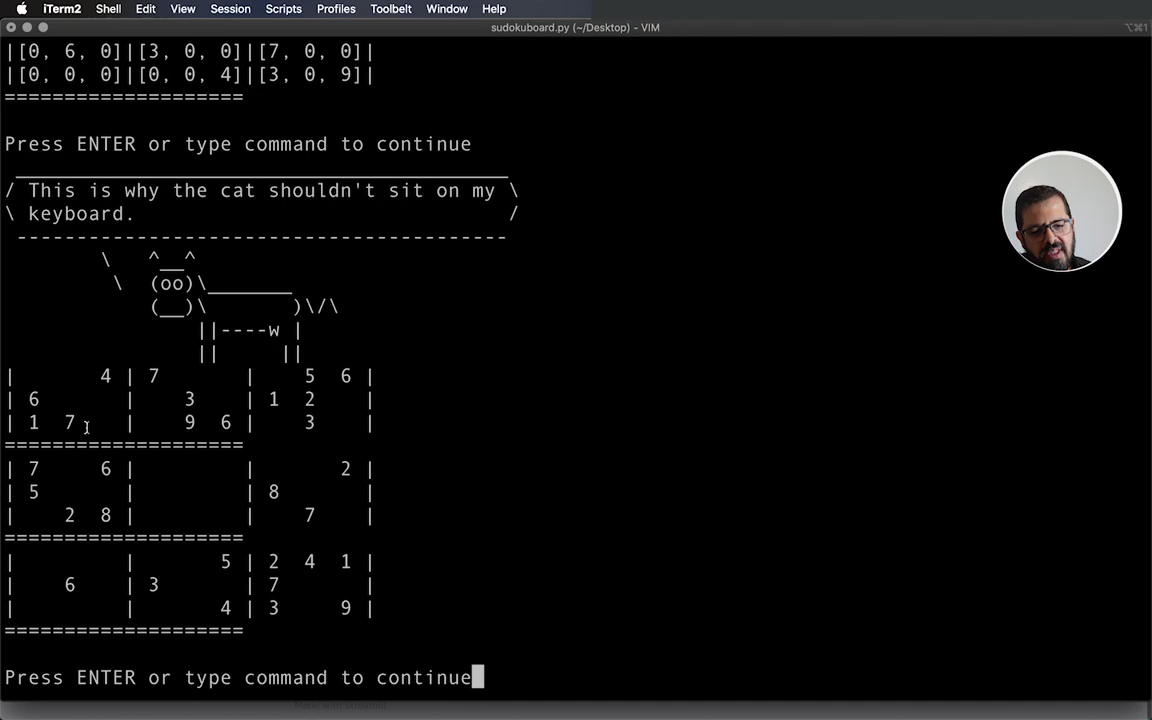 iTerm2 Shell Edit View Session Scripts Profiles Toolbelt Window Help
sudokuboard.py (~/Desktop) - VIM
⌥⌘1
|[0, 6, 0]|[3, 0, 0]|[7, 0, 0]|
|[0, 0, 0]|[0, 0, 4]|[3, 0, 9]|
====================
Press ENTER or type command to continue
 _________________________________________
/ This is why the cat shouldn't sit on my \
\ keyboard.                               /
 -----------------------------------------
        \   ^__^
         \  (oo)\_______
            (__)\       )\/\
                ||----w |
                ||     ||
|       4 | 7       |     5  6 |
| 6       |    3    | 1  2     |
| 1  7    |    9  6 |    3     |
====================
| 7     6 |         |       2 |
| 5       |         | 8       |
|    2  8 |         |    7    |
====================
|         |       5 | 2  4  1 |
|    6    | 3       | 7       |
|         |       4 | 3     9 |
====================
Press ENTER or type command to continue